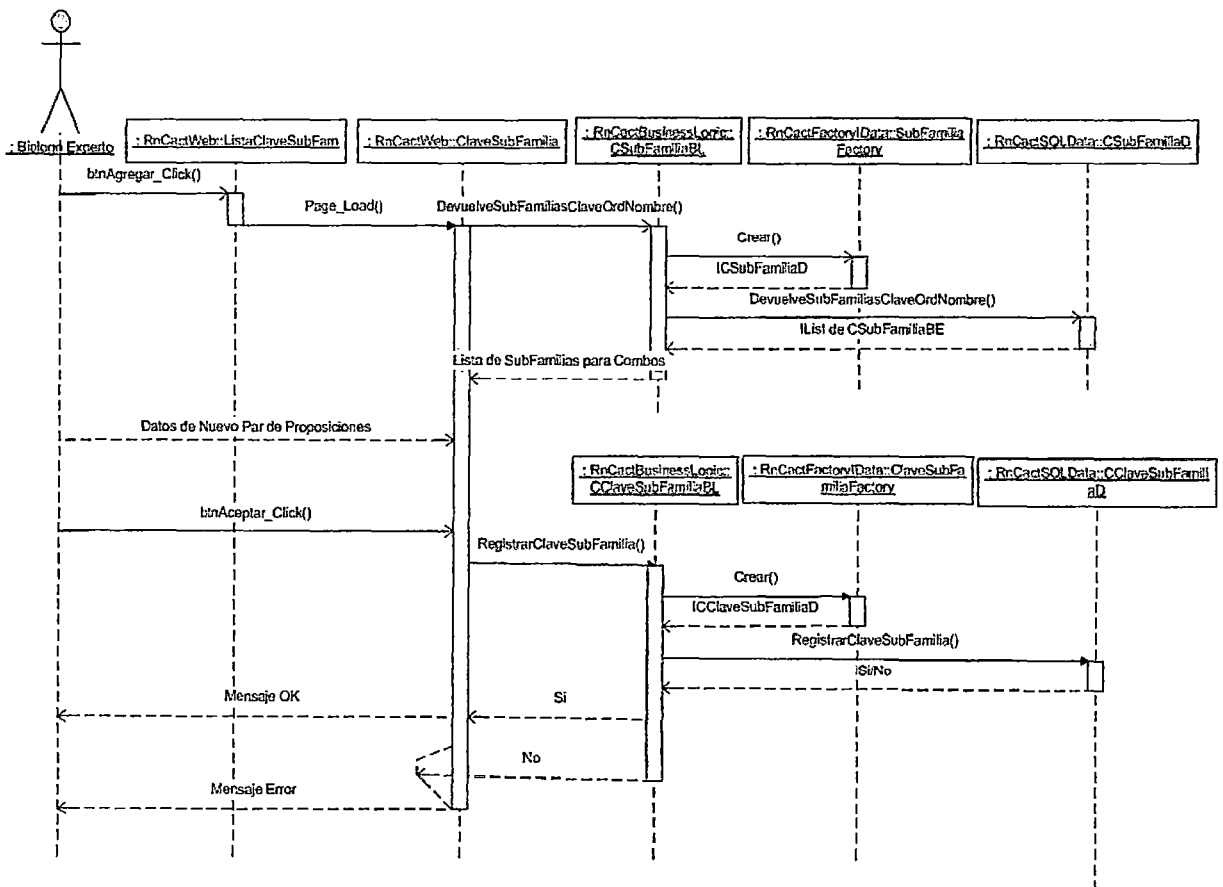 : Biologo Experto
: RnCactWeb::ListaClaveSubFam
: RnCactWeb::ClaveSubFamilia
: RnCactBusinessLogic::
CSubFamiliaBL
: RnCactFactoryIData::SubFamilia
Factory
: RnCactSQLData::CSubFamiliaD
btnAgregar_Click()
Page_Load()
DevuelveSubFamiliasClaveOrdNombre()
Crear()
ICSubFamiliaD
DevuelveSubFamiliasClaveOrdNombre()
IList de CSubFamiliaBE
Lista de SubFamilias para Combos
Datos de Nuevo Par de Proposiciones
: RnCactBusinessLogic::
CClaveSubFamiliaBL
: RnCactFactoryIData::ClaveSubFa
miliaFactory
: RnCactSQLData::CClaveSubFamili
aD
btnAceptar_Click()
RegistrarClaveSubFamilia()
Crear()
ICClaveSubFamiliaD
RegistrarClaveSubFamilia()
Si/No
Mensaje OK
Si
No
Mensaje Error